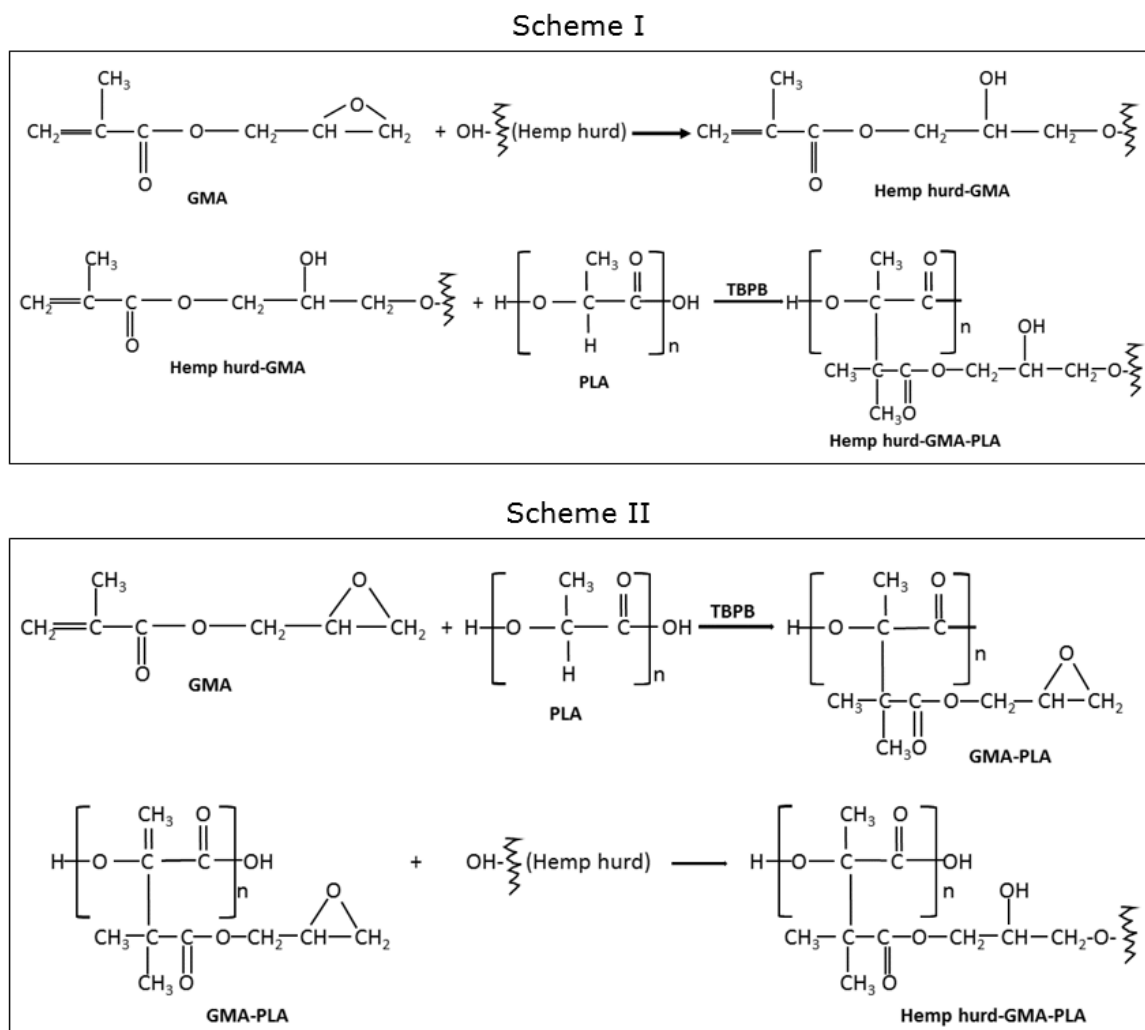 Scheme I
CH₃ O OH
CH₂ C C O CH₂ CH CH₂ + OH- (Hemp hurd) CH₂ C C O CH₂ CH CH₂ O-
O O
GMA Hemp hurd-GMA
CH₃ OH CH₃ O CH₃ O
CH₂ C C O CH₂ CH CH₂ O- + H O C C OH TBPB H O C C
O H n n OH
Hemp hurd-GMA PLA CH₃ C C O CH₂ CH CH₂ O-
CH₃ O
Hemp hurd-GMA-PLA
Scheme II
CH₃ O CH₃ O CH₃ O
CH₂ C C O CH₂ CH CH₂ + H O C C OH TBPB H O C C
O H n n O
GMA PLA CH₃ C C O CH₂ CH CH₂
CH₃ O
GMA-PLA
CH₃ O CH₃ O
H O C C OH + OH- (Hemp hurd) H O C C OH
n O n OH
CH₃ C C O CH₂ CH CH₂ CH₃ C C O CH₂ CH CH₂-O-
CH₃ O CH₃ O
GMA-PLA Hemp hurd-GMA-PLA